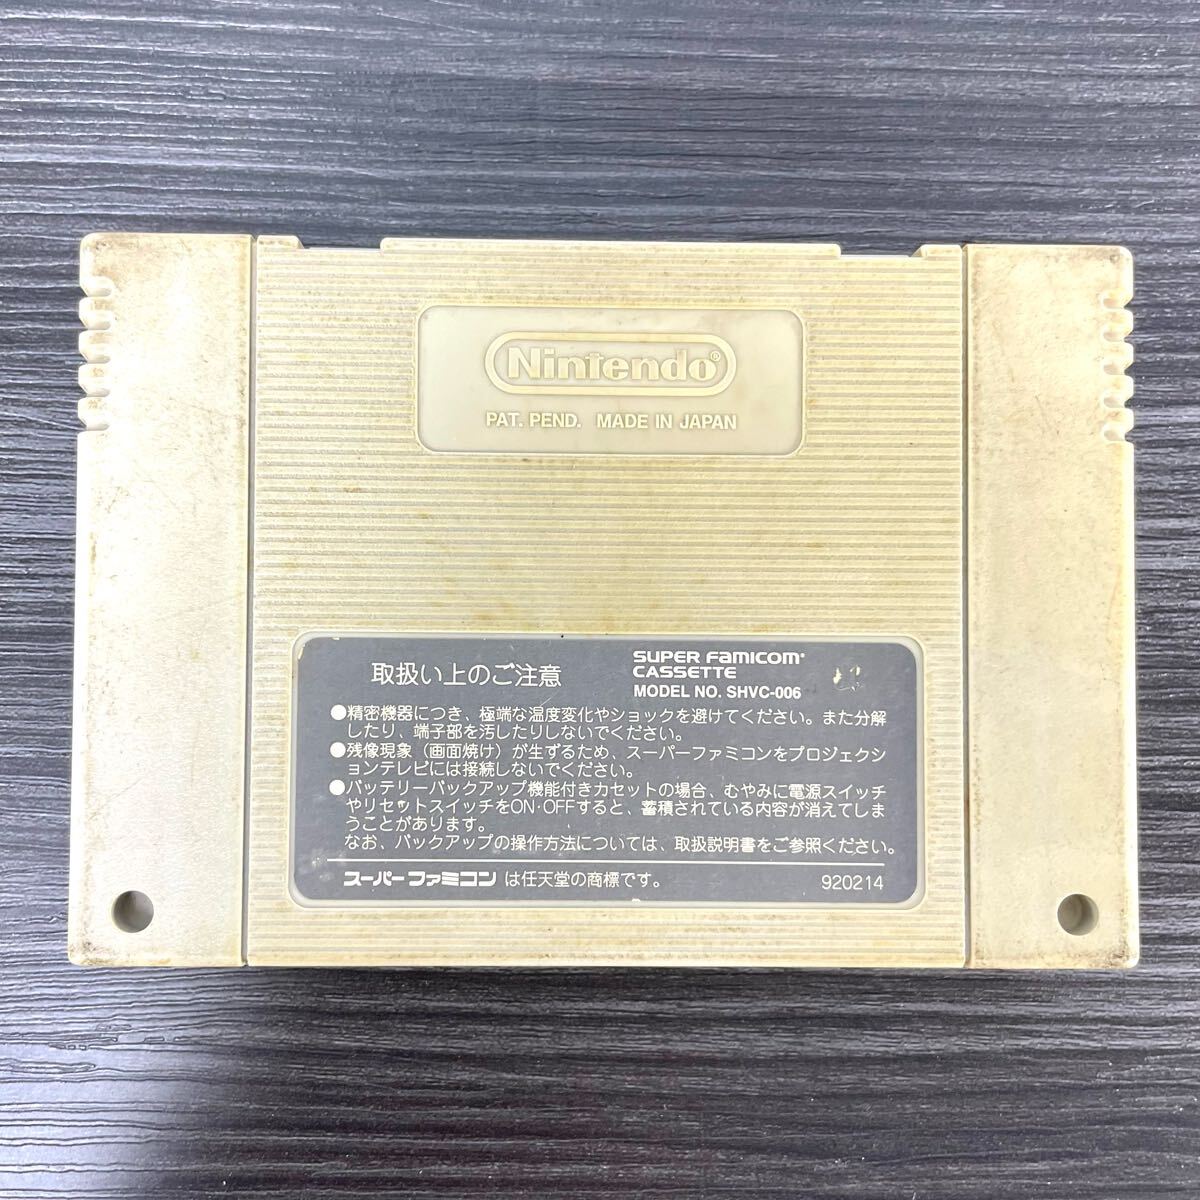 Nintendo®
PAT. PEND. MADE IN JAPAN
取扱い上のご注意
SUPER FAMICOM®
CASSETTE
MODEL NO. SHVC-006
●精密機器につき、極端な温度変化やショックを避けてください。また分解
したり、端子部を汚したりしないでください。
●残像現象（画面焼け）が生ずるため、スーパーファミコンをプロジェクシ
ョンテレビには接続しないでください。
●バッテリーバックアップ機能付きカセットの場合、むやみに電源スイッチ
やリセットスイッチをON・OFFすると、蓄積されている内容が消えてしま
うことがあります。
なお、バックアップの操作方法については、取扱説明書をご参照ください。
スーパーファミコン は任天堂の商標です。
920214